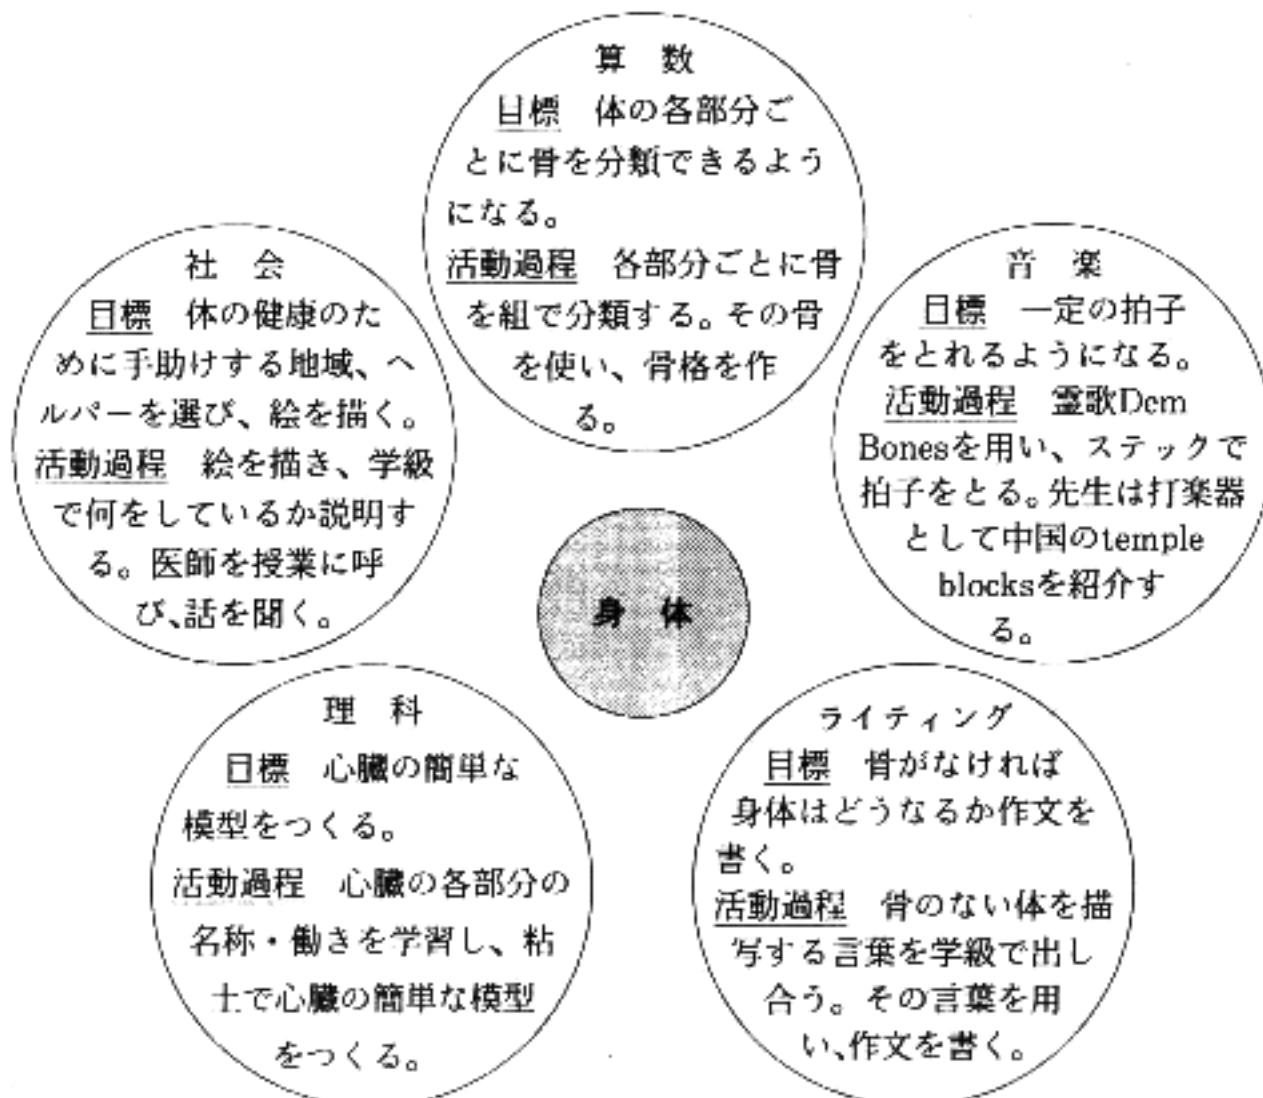 算 数
目標 体の各部分ご
とに骨を分類できるよう
になる。
活動過程 各部分ごとに骨
を組で分類する。その骨
を使い、骨格を作
る。
社 会
目標 体の健康のた
めに手助けする地域、ヘ
ルパーを選び、絵を描く。
活動過程 絵を描き、学級
で何をしているか説明す
る。医師を授業に呼
び、話を聞く。
音 楽
目標 一定の拍子
をとれるようになる。
活動過程 霊歌Dem
Bonesを用い、ステックで
拍子をとる。先生は打楽器
として中国のtemple
blocksを紹介す
る。
身 体
理 科
目標 心臓の簡単な
模型をつくる。
活動過程 心臓の各部分の
名称・働きを学習し、粘
土で心臓の簡単な模型
をつくる。
ライティング
目標 骨がなければ
身体はどうなるか作文を
書く。
活動過程 骨のない体を描
写する言葉を学級で出し
合う。その言葉を用
い、作文を書く。